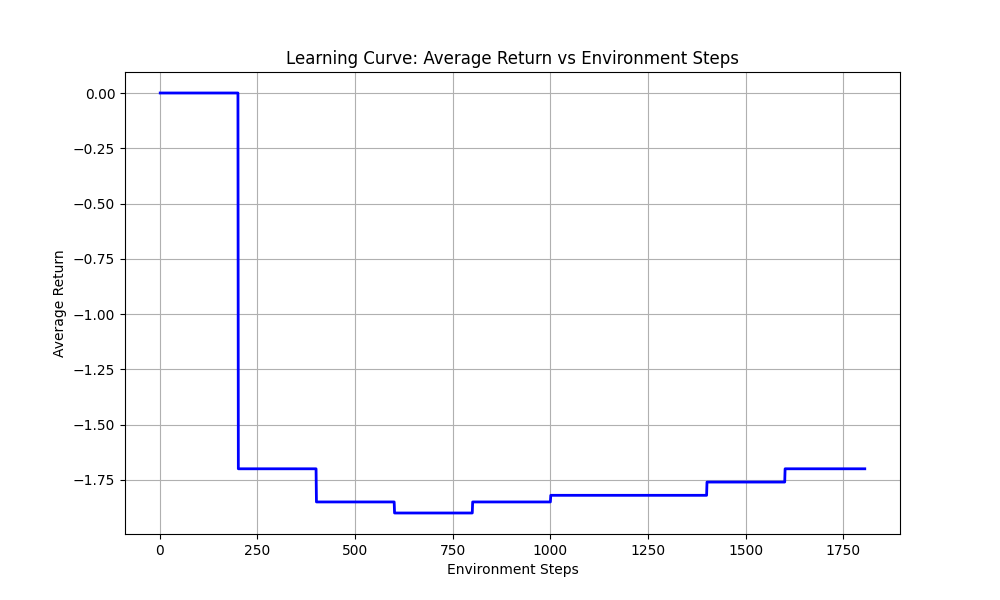 Learning Curve: Average Return vs Environment Steps
0.00
−0.25
−0.50
−0.75
−1.00
−1.25
−1.50
−1.75
Average Return
0 250 500 750 1000 1250 1500 1750
Environment Steps